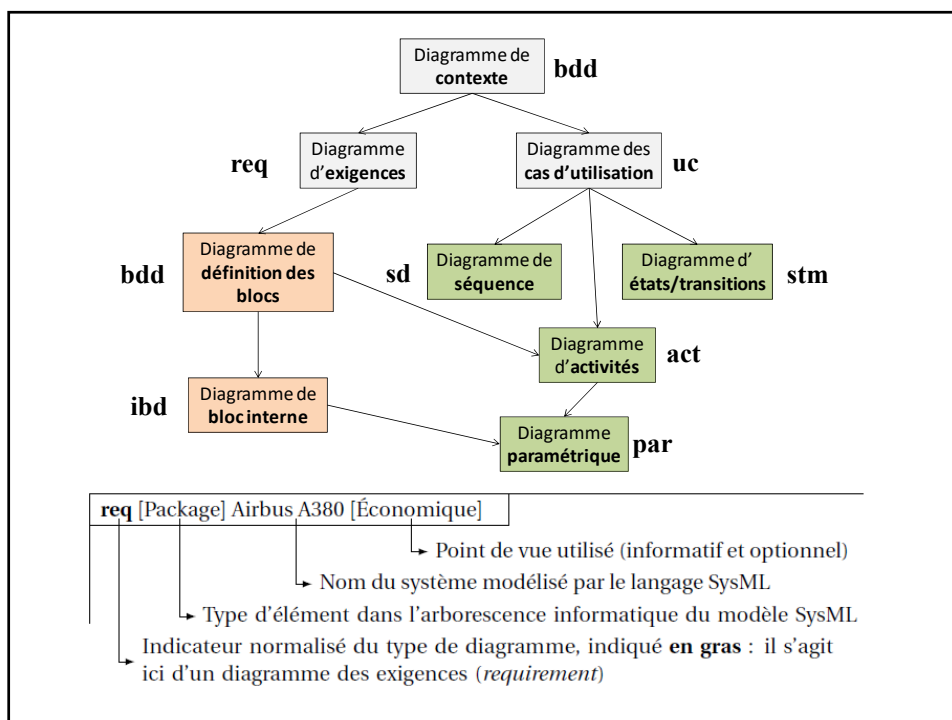 Diagramme de
contexte
bdd
req
Diagramme
d'exigences
Diagramme des
cas d'utilisation
uc
bdd
Diagramme de
définition des
blocs
sd
Diagramme de
séquence
Diagramme d'
états/transitions
stm
Diagramme
d'activités
act
ibd
Diagramme de
bloc interne
Diagramme
paramétrique
par
req [Package] Airbus A380 [Économique]
Point de vue utilisé (informatif et optionnel)
Nom du système modélisé par le langage SysML
Type d'élément dans l'arborescence informatique du modèle SysML
Indicateur normalisé du type de diagramme, indiqué en gras : il s'agit
ici d'un diagramme des exigences (requirement)